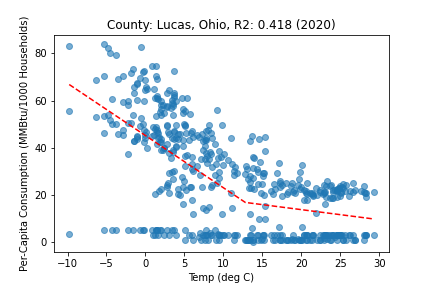 County: Lucas, Ohio, R2: 0.418 (2020)
Per-Capita Consumption (MMBtu/1000 Households)
80
60
40
20
0
−10 −5 0 5 10 15 20 25 30
Temp (deg C)